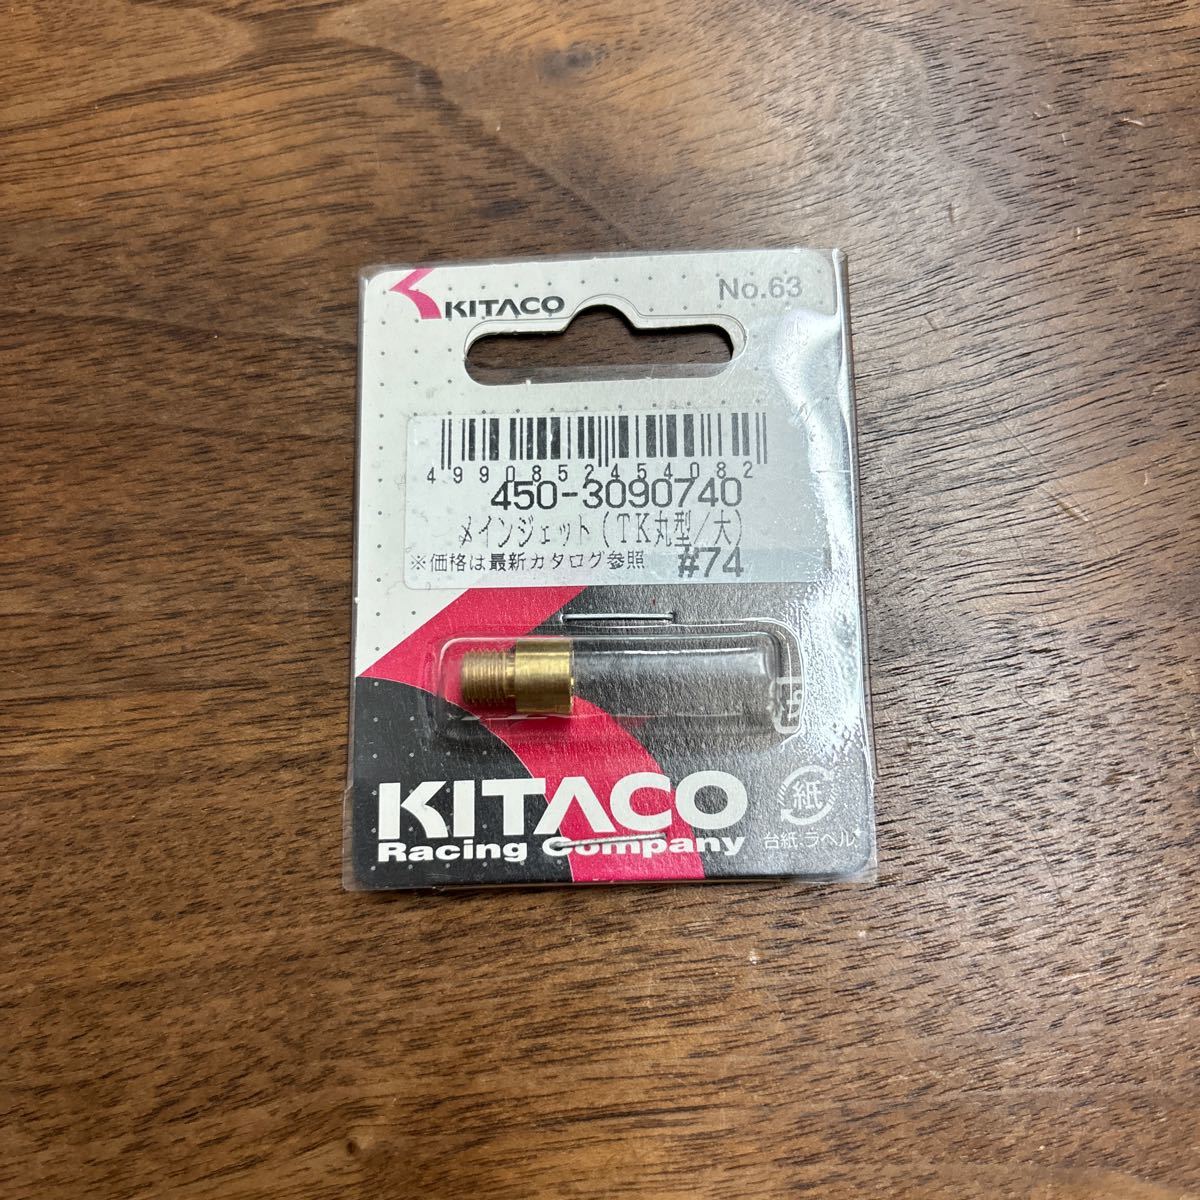 KITACO
No.63
4990852454082
450-3090740
メインジェット(TK丸型/大)
※価格は最新カタログ参照 #74
KITACO
Racing Company
紙
台紙、ラベル